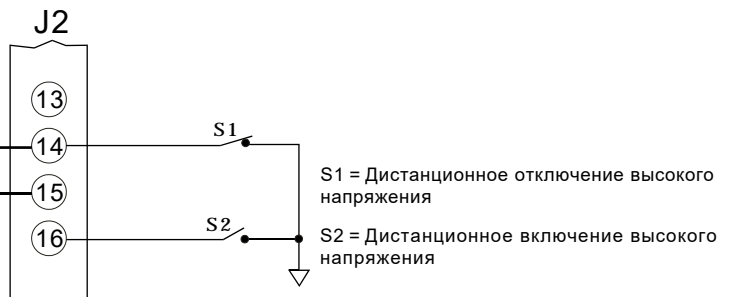 J2
13
14
15
16
S1
S2
S1 = Дистанционное отключение высокого
напряжения
S2 = Дистанционное включение высокого
напряжения